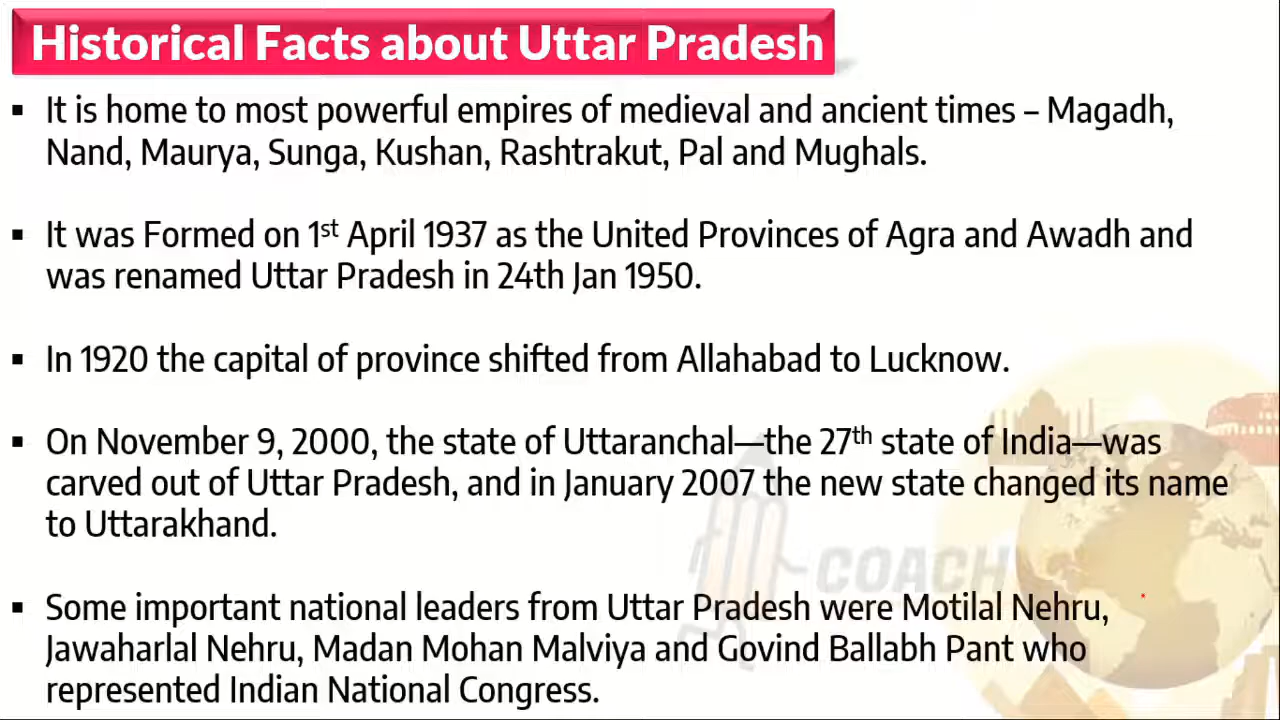 Historical Facts about Uttar Pradesh
▪ It is home to most powerful empires of medieval and ancient times – Magadh,
Nand, Maurya, Sunga, Kushan, Rashtrakut, Pal and Mughals.
▪ It was Formed on 1st April 1937 as the United Provinces of Agra and Awadh and
was renamed Uttar Pradesh in 24th Jan 1950.
▪ In 1920 the capital of province shifted from Allahabad to Lucknow.
▪ On November 9, 2000, the state of Uttaranchal—the 27th state of India—was
carved out of Uttar Pradesh, and in January 2007 the new state changed its name
to Uttarakhand.
▪ Some important national leaders from Uttar Pradesh were Motilal Nehru,
Jawaharlal Nehru, Madan Mohan Malviya and Govind Ballabh Pant who
represented Indian National Congress.
COACH